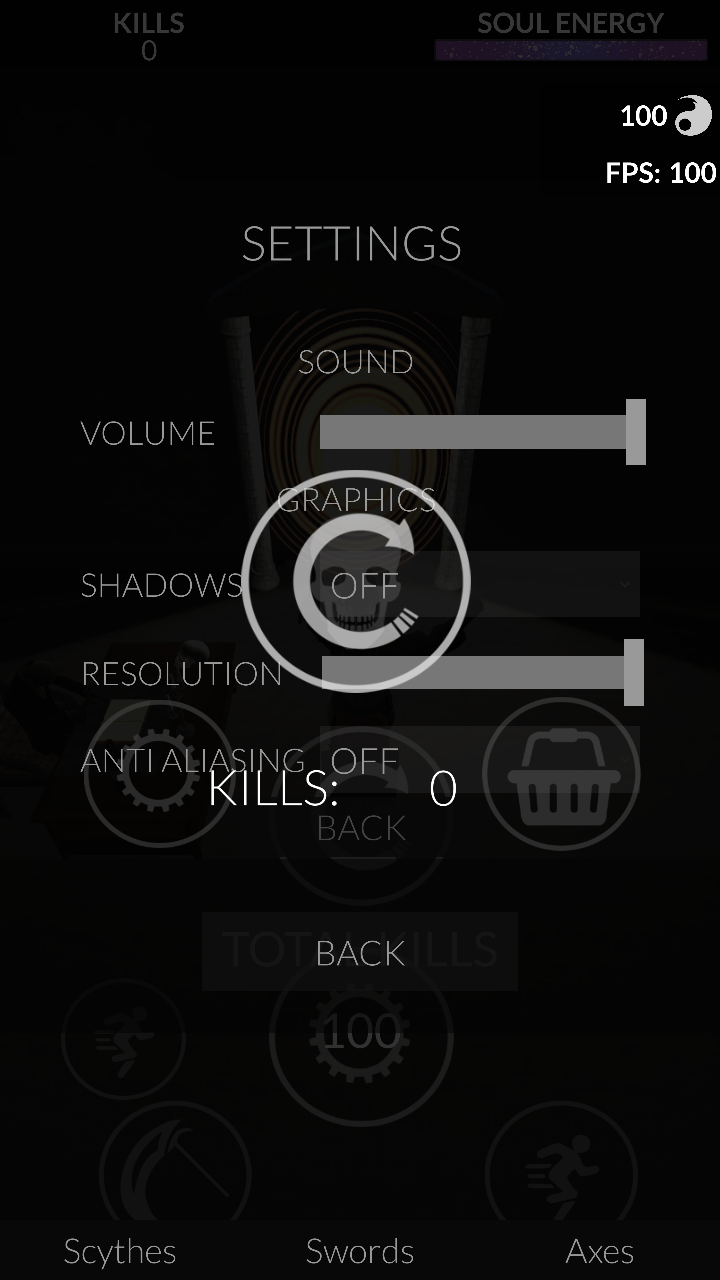 KILLS
0
SOUL ENERGY
100
FPS: 100
SETTINGS
SOUND
VOLUME
GRAPHICS
SHADOWS OFF
RESOLUTION
ANTI ALIASING OFF
KILLS: 0
BACK
TOTAL KILLS
BACK
100
Scythes Swords Axes